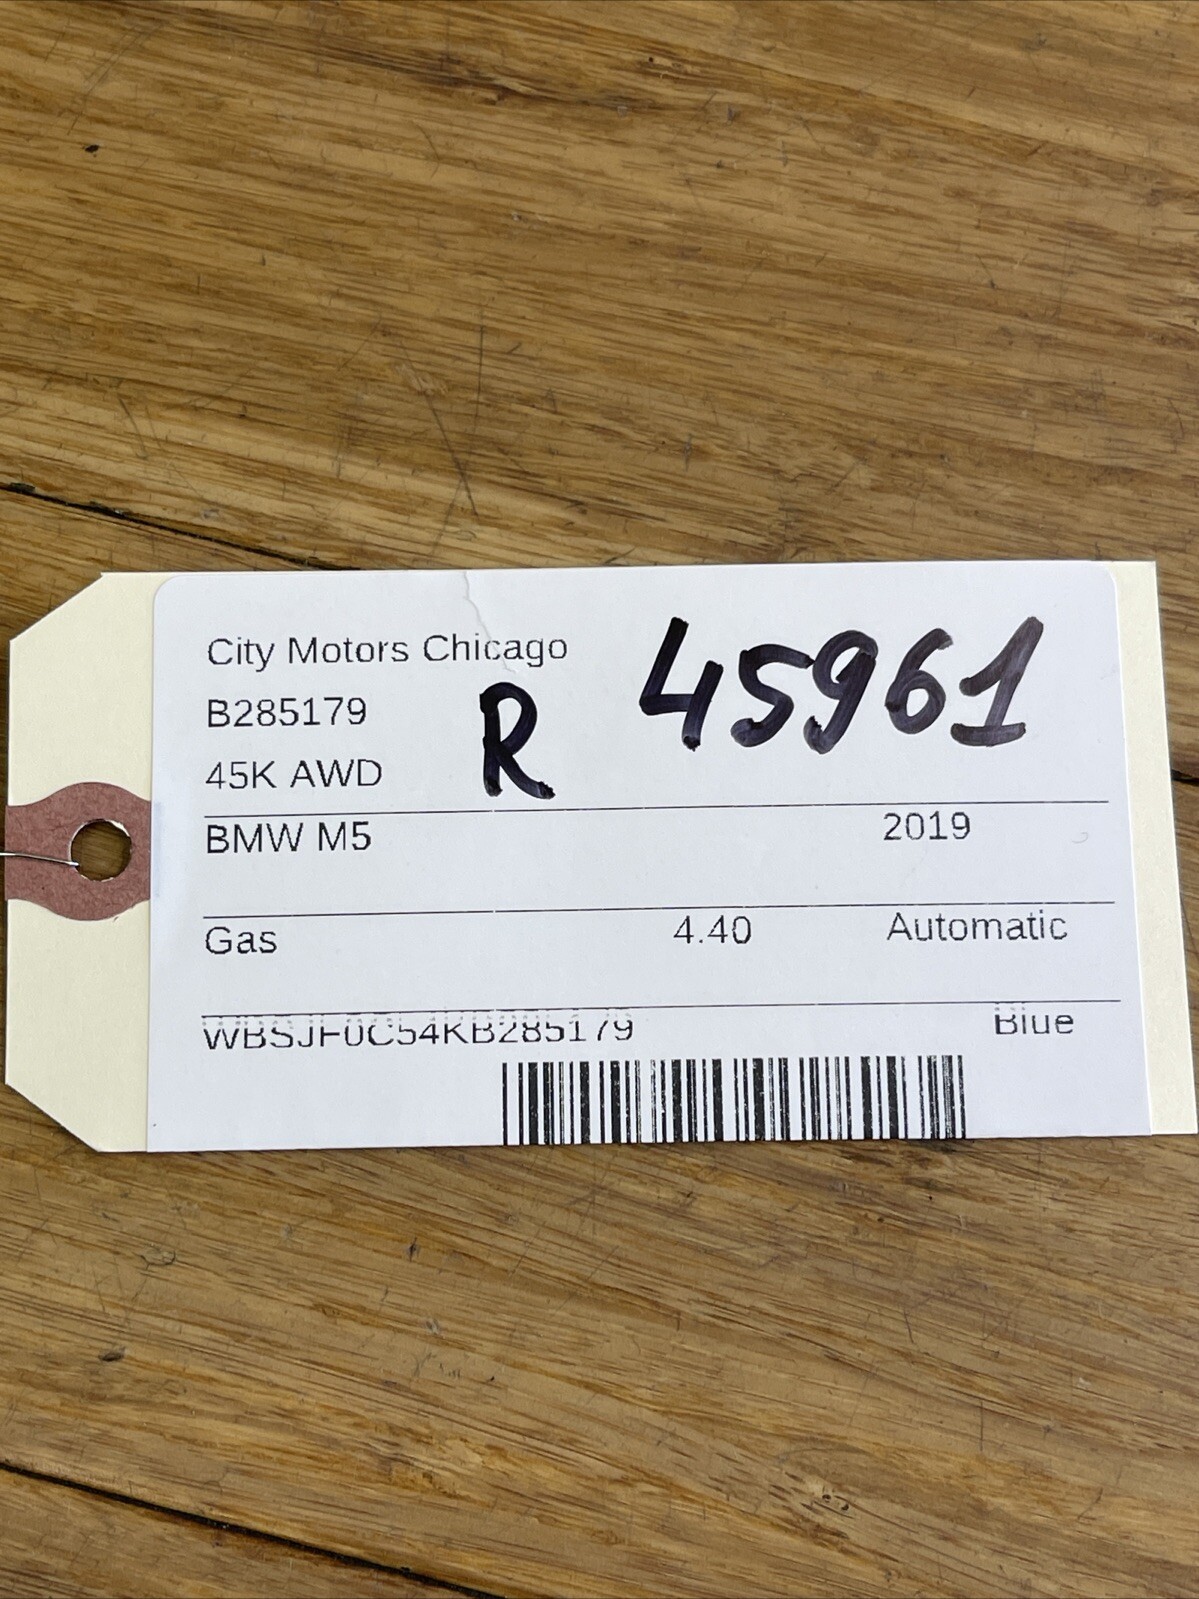 City Motors Chicago
B285179
R 45961
45K AWD
BMW M5 2019
Gas 4.40 Automatic
WBSJF0C54KB285179 Blue